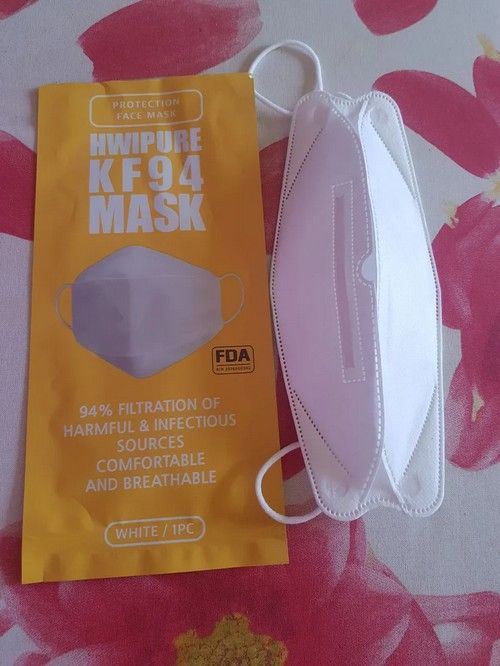 PROTECTION
FACE MASK
HWIPURE
KF94
MASK
FDA
94% FILTRATION OF
HARMFUL & INFECTIOUS
SOURCES
COMFORTABLE
AND BREATHABLE
WHITE / 1PC